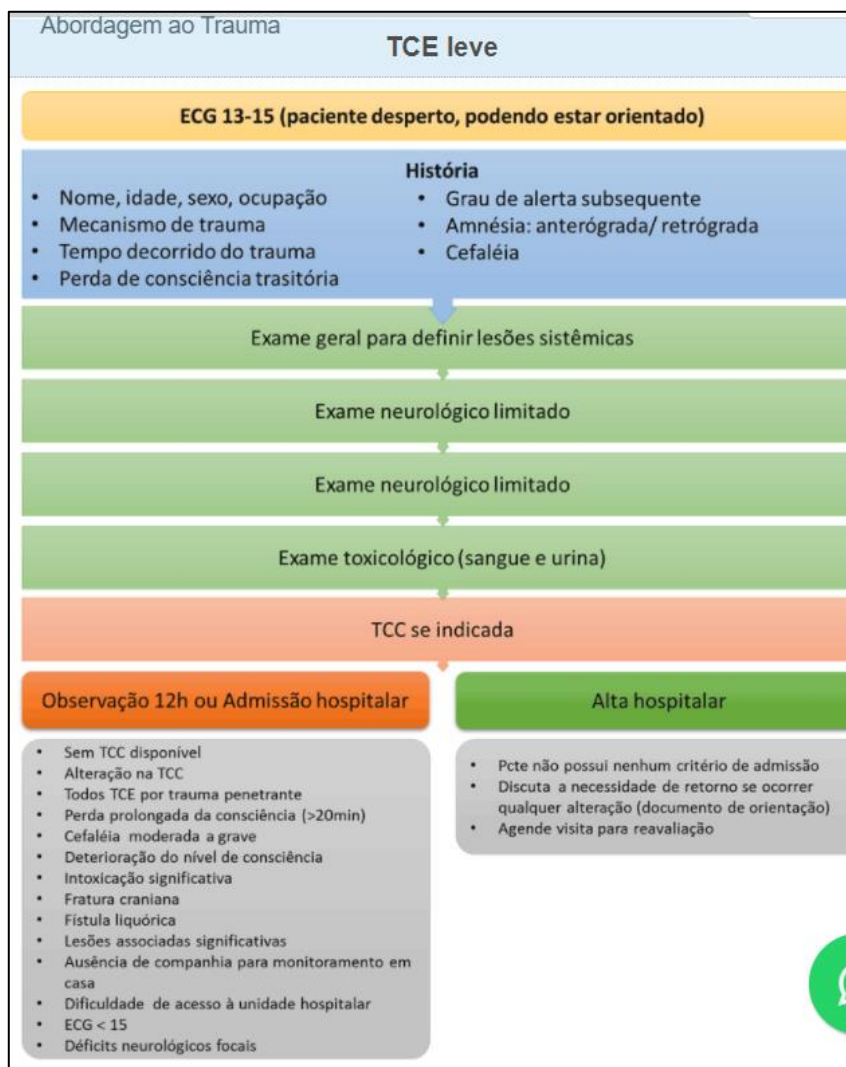 Abordagem ao Trauma
TCE leve
ECG 13-15 (paciente desperto, podendo estar orientado)
História
• Nome, idade, sexo, ocupação
• Mecanismo de trauma
• Tempo decorrido do trauma
• Perda de consciência trasitória
• Grau de alerta subsequente
• Amnésia: anterógrada/ retrógrada
• Cefaléia
Exame geral para definir lesões sistêmicas
Exame neurológico limitado
Exame neurológico limitado
Exame toxicológico (sangue e urina)
TCC se indicada
Observação 12h ou Admissão hospitalar
• Sem TCC disponível
• Alteração na TCC
• Todos TCE por trauma penetrante
• Perda prolongada da consciência (>20min)
• Cefaléia moderada a grave
• Deterioração do nível de consciência
• Intoxicação significativa
• Fratura craniana
• Fístula liquórica
• Lesões associadas significativas
• Ausência de companhia para monitoramento em
casa
• Dificuldade de acesso à unidade hospitalar
• ECG < 15
• Déficits neurológicos focais
Alta hospitalar
• Pcte não possui nenhum critério de admissão
• Discuta a necessidade de retorno se ocorrer
qualquer alteração (documento de orientação)
• Agende visita para reavaliação